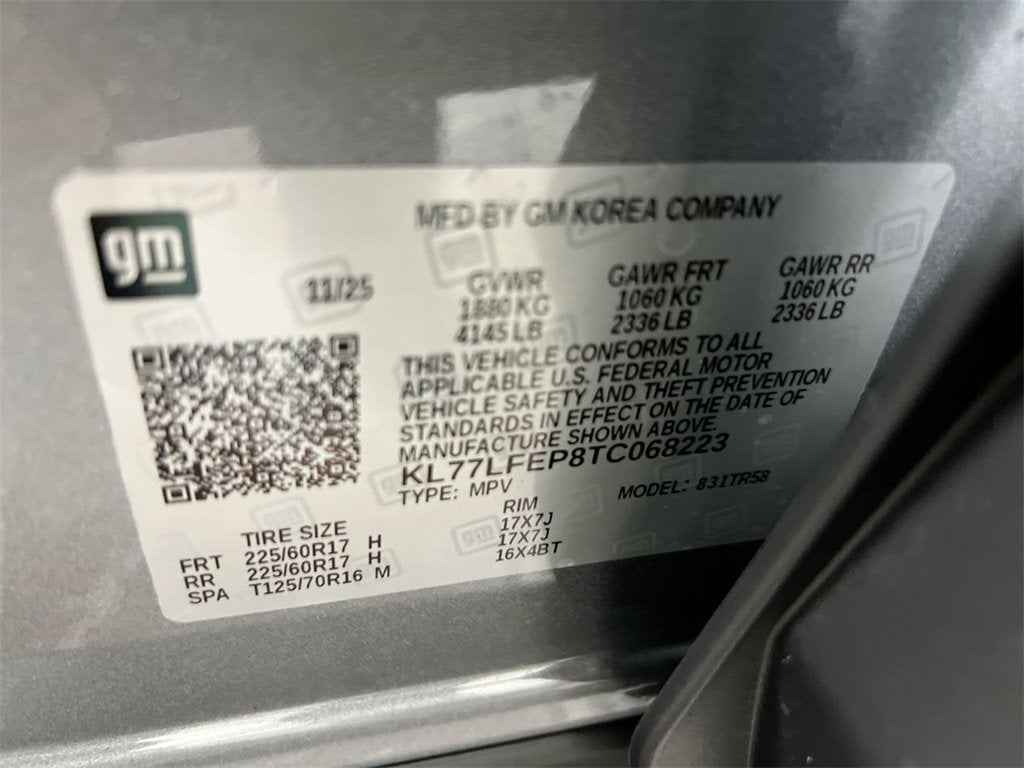 gm
MFD BY GM KOREA COMPANY
11/25
GVWR GAWR FRT GAWR RR
1880 KG 1060 KG 1060 KG
4145 LB 2336 LB 2336 LB
THIS VEHICLE CONFORMS TO ALL
APPLICABLE U.S. FEDERAL MOTOR
VEHICLE SAFETY AND THEFT PREVENTION
STANDARDS IN EFFECT ON THE DATE OF
MANUFACTURE SHOWN ABOVE.
KL77LFEP8TC068223
TYPE: MPV MODEL: 831TR58
TIRE SIZE RIM
FRT 225/60R17 H 17X7J
RR 225/60R17 H 17X7J
SPA T125/70R16 M 16X4BT